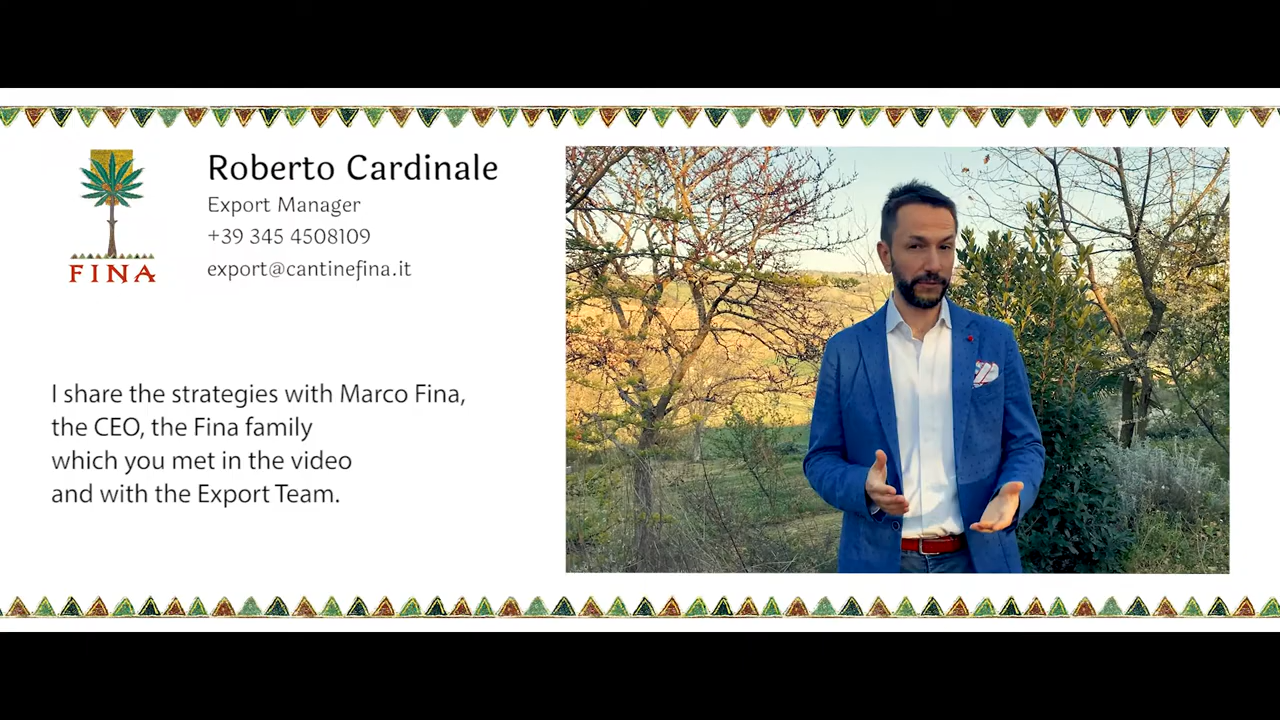 FINA
Roberto Cardinale
Export Manager
+39 345 4508109
export@cantinefina.it
I share the strategies with Marco Fina,
the CEO, the Fina family
which you met in the video
and with the Export Team.